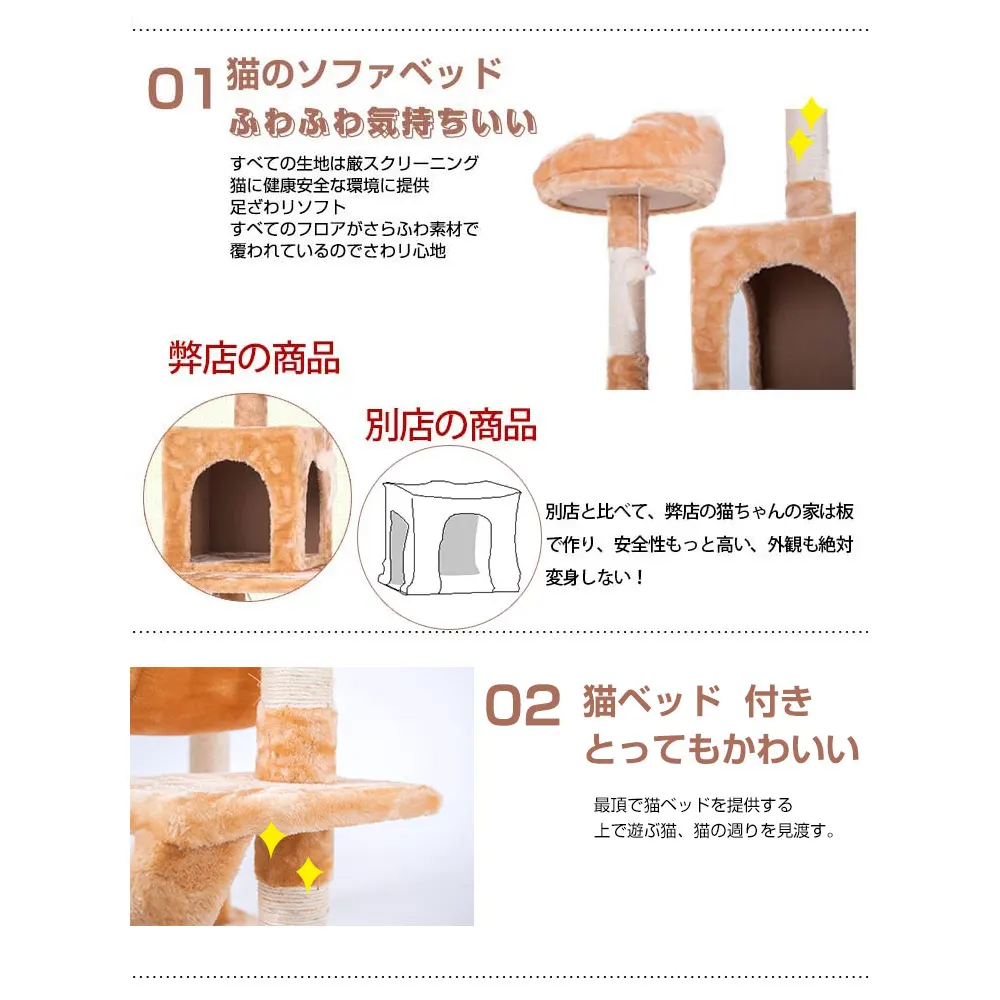 01 猫のソファベッド
ふわふわ気持ちいい
すべての生地は厳スクリーニング
猫に健康安全な環境に提供
足ざわりソフト
すべてのフロアがさらふわ素材で
覆われているのでさわり心地
弊店の商品
別店の商品
別店と比べて、弊店の猫ちゃんの家は板
で作り、安全性もっと高い、外観も絶対
変身しない!
02 猫ベッド 付き
とってもかわいい
最頂で猫ベッドを提供する
上で遊ぶ猫、猫の週りを見渡す。